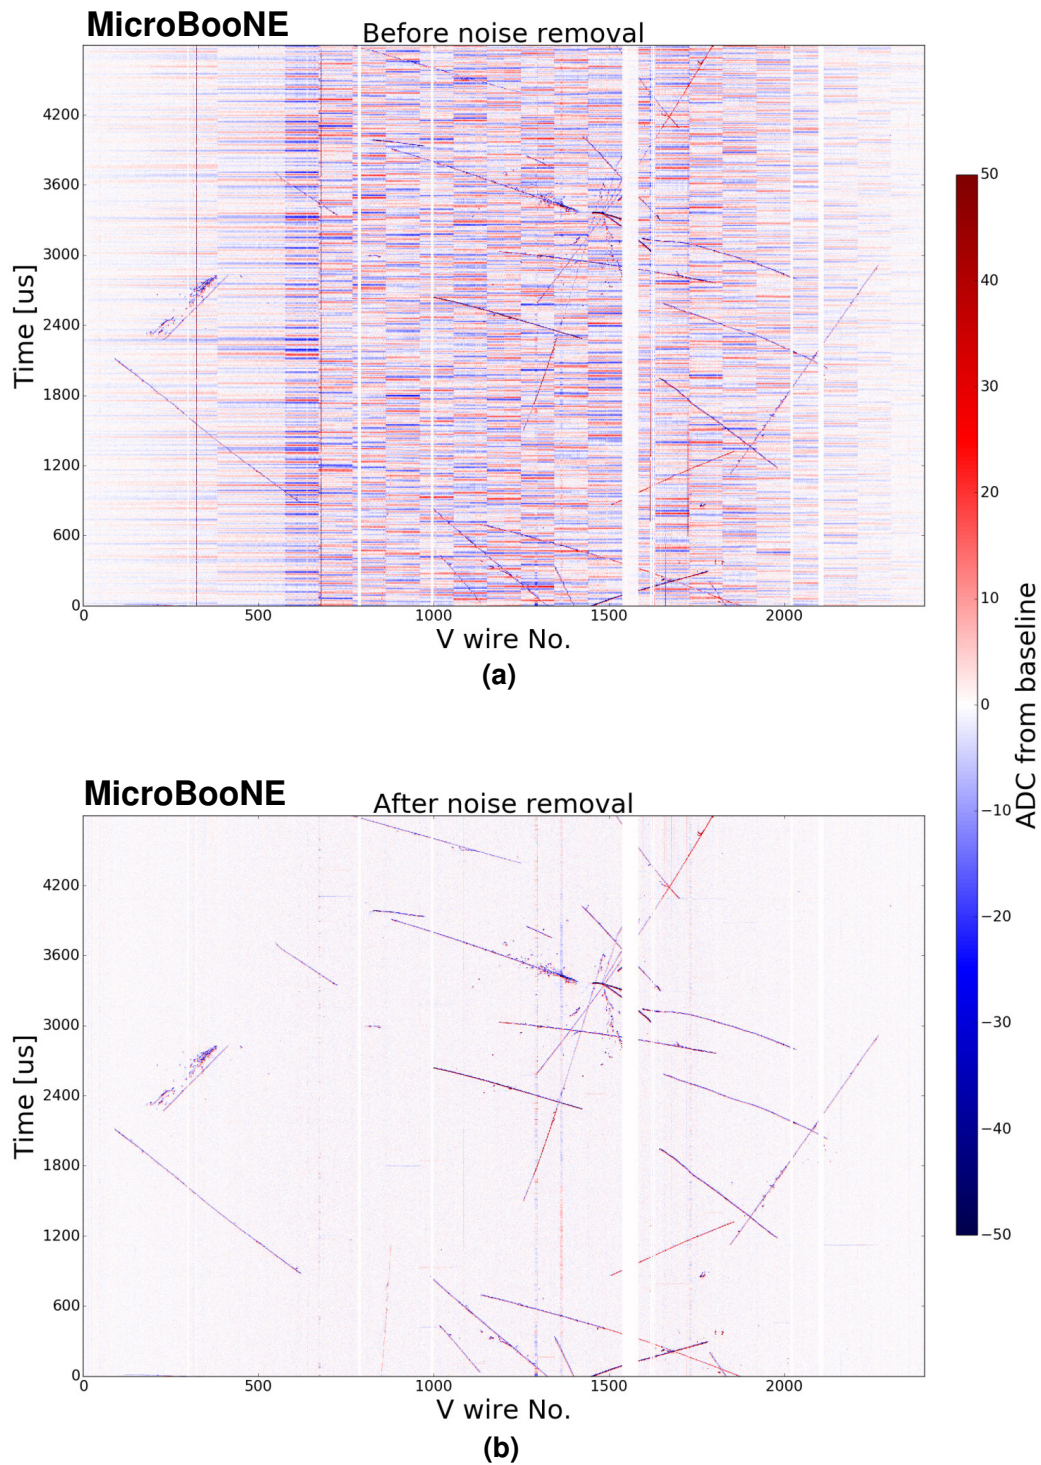 MicroBooNE
Before noise removal
4200
3600
3000
2400
1800
1200
600
0
Time [us]
0 500 1000 1500 2000
V wire No.
(a)
MicroBooNE
After noise removal
4200
3600
3000
2400
1800
1200
600
0
Time [us]
0 500 1000 1500 2000
V wire No.
(b)
50
40
30
20
10
0
−10
−20
−30
−40
−50
ADC from baseline